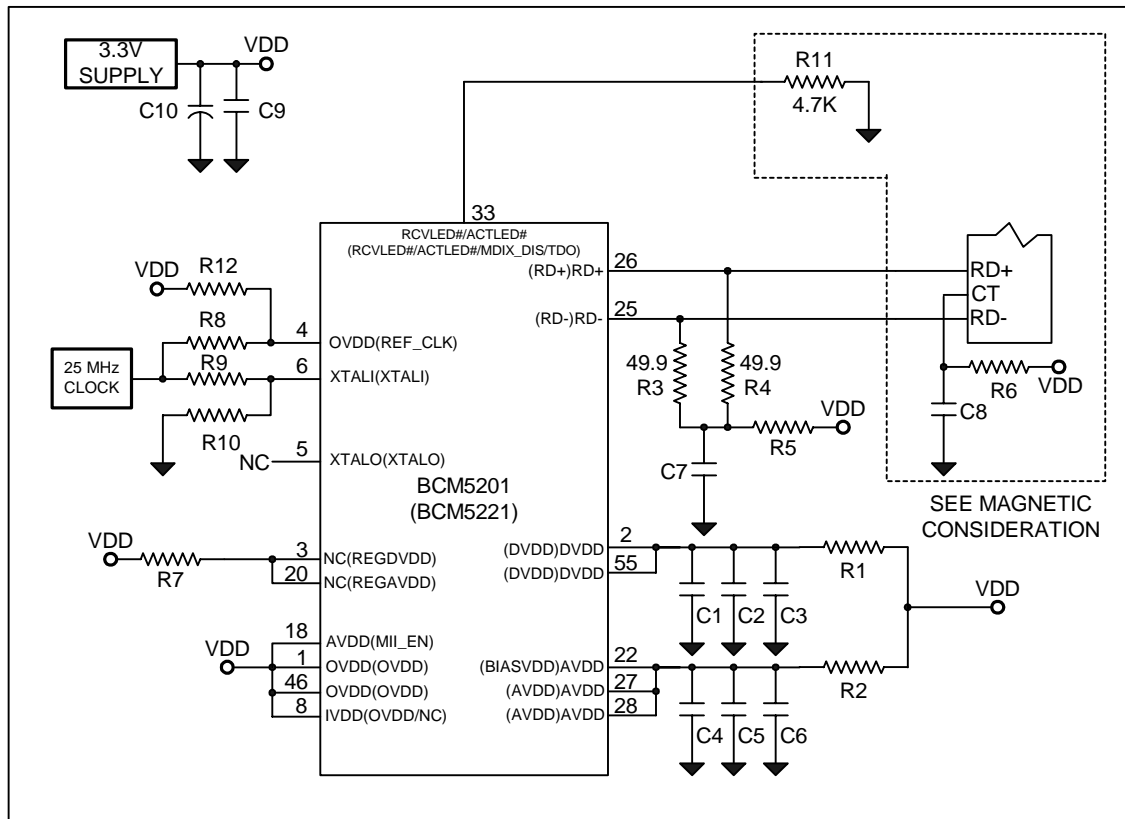 3.3V
SUPPLY
VDD
C10
C9
R11
4.7K
33
RCVLED#/ACTLED#
(RCVLED#/ACTLED#/MDIX_DIS/TDO)
R12
VDD
R8
4
OVDD(REF_CLK)
25 MHz
CLOCK
R9
6
XTALI(XTALI)
R10
NC
5
XTALO(XTALO)
BCM5201
(BCM5221)
VDD
R7
3
NC(REGDVDD)
20
NC(REGAVDD)
VDD
18
AVDD(MII_EN)
1
OVDD(OVDD)
46
OVDD(OVDD)
8
IVDD(OVDD/NC)
(RD+)RD+
26
(RD-)RD-
25
RD+
CT
RD-
49.9
R3
49.9
R4
VDD
R5
C7
R6
VDD
C8
SEE MAGNETIC
CONSIDERATION
(DVDD)DVDD
2
(DVDD)DVDD
55
R1
C1
C2
C3
VDD
(BIASVDD)AVDD
22
(AVDD)AVDD
27
(AVDD)AVDD
28
R2
C4
C5
C6